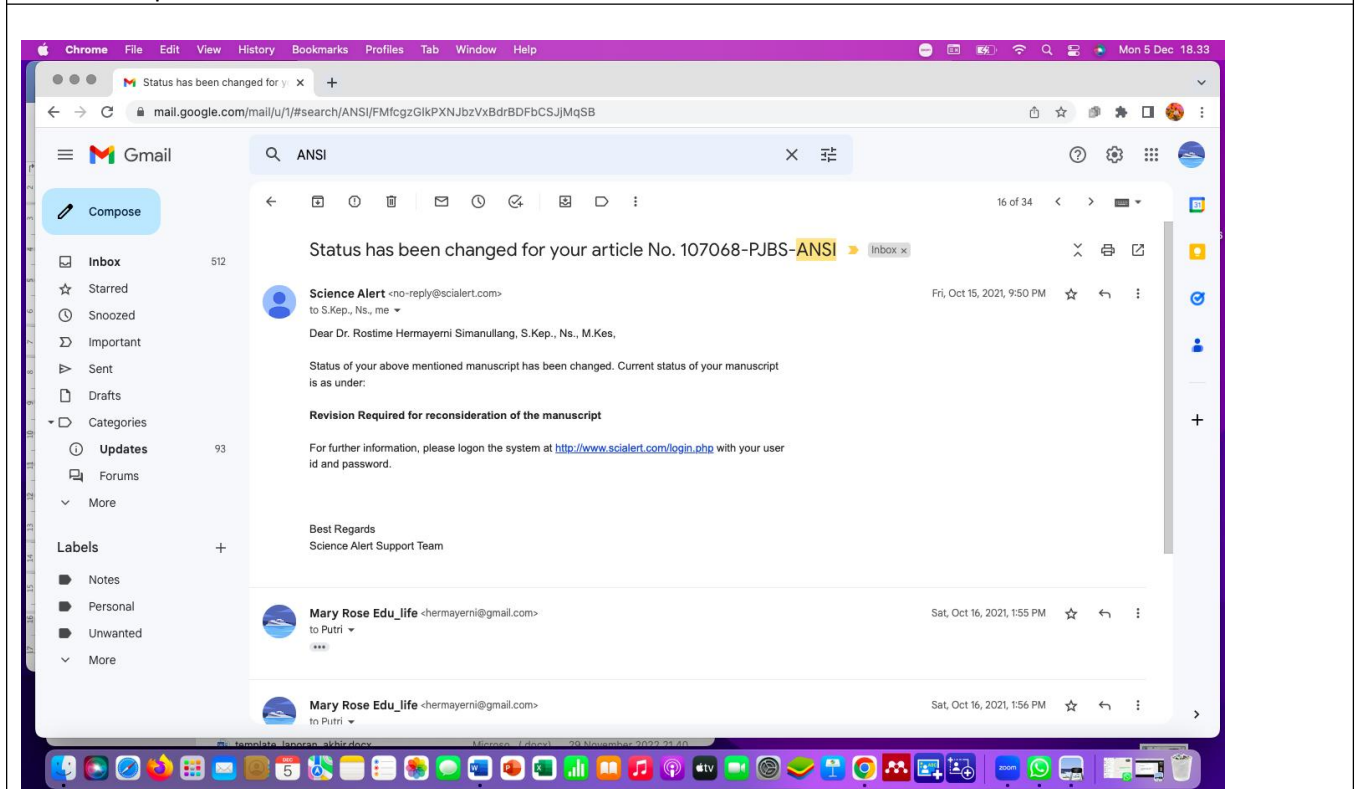 Chrome File Edit View History Bookmarks Profiles Tab Window Help Mon 5 Dec 18.33
Status has been changed for y
mail.google.com/mail/u/1/#search/ANSI/FMfcgzGlkPXNJbzVxBdrBDFbCSJjMqSB
Gmail
ANSI
Compose
16 of 34
Status has been changed for your article No. 107068-PJBS-ANSI Inbox x
Inbox 512
Starred
Snoozed
Important
Sent
Drafts
Categories
Updates 93
Forums
More
Labels +
Notes
Personal
Unwanted
More
Science Alert <no-reply@scialert.com> Fri, Oct 15, 2021, 9:50 PM
to S.Kep., Ns., me
Dear Dr. Rostime Hermayerni Simanullang, S.Kep., Ns., M.Kes,
Status of your above mentioned manuscript has been changed. Current status of your manuscript
is as under:
Revision Required for reconsideration of the manuscript
For further information, please logon the system at http://www.scialert.com/login.php with your user
id and password.
Best Regards
Science Alert Support Team
Mary Rose Edu_life <hermayerni@gmail.com> Sat, Oct 16, 2021, 1:55 PM
to Putri
Mary Rose Edu_life <hermayerni@gmail.com> Sat, Oct 16, 2021, 1:56 PM
to Putri
template_laporan_akhir.docx 29 November 2022 21.40
DEC
5
tv
zoom